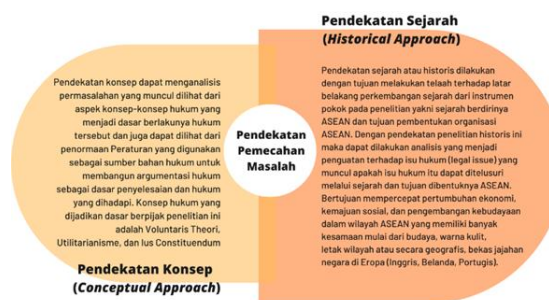 Pendekatan Sejarah
(Historical Approach)
Pendekatan konsep dapat menganalisis
permasalahan yang muncul dilihat dari
aspek konsep-konsep hukum yang
menjadi dasar berlakunya hukum
tersebut dan juga dapat dilihat dari
penormaan Peraturan yang digunakan
sebagai sumber bahan hukum untuk
membangun argumentasi hukum
sebagai dasar penyelesaian dan hukum
yang dihadapi. Konsep hukum yang
dijadikan dasar berpijak penelitian ini
adalah Voluntaris Theori,
Utilitarianisme, dan Ius Constituendum
Pendekatan Konsep
(Conceptual Approach)
Pendekatan
Pemecahan
Masalah
Pendekatan sejarah atau historis dilakukan
dengan tujuan melakukan telaah terhadap latar
belakang perkembangan sejarah dari instrumen
pokok pada penelitian yakni sejarah berdirinya
ASEAN dan tujuan pembentukan organisasi
ASEAN. Dengan pendekatan penelitian historis ini
maka dapat dilakukan analisis yang menjadi
penguatan terhadap isu hukum (legal issue) yang
muncul apakah isu hukum itu dapat ditelusuri
melalui sejarah dan tujuan dibentuknya ASEAN.
Bertujuan mempercepat pertumbuhan ekonomi,
kemajuan sosial, dan pengembangan kebudayaan
dalam wilayah ASEAN yang memiliki banyak
kesamaan mulai dari budaya, warna kulit,
letak wilayah atau secara geografis, bekas jajahan
negara di Eropa (Inggris, Belanda, Portugis).